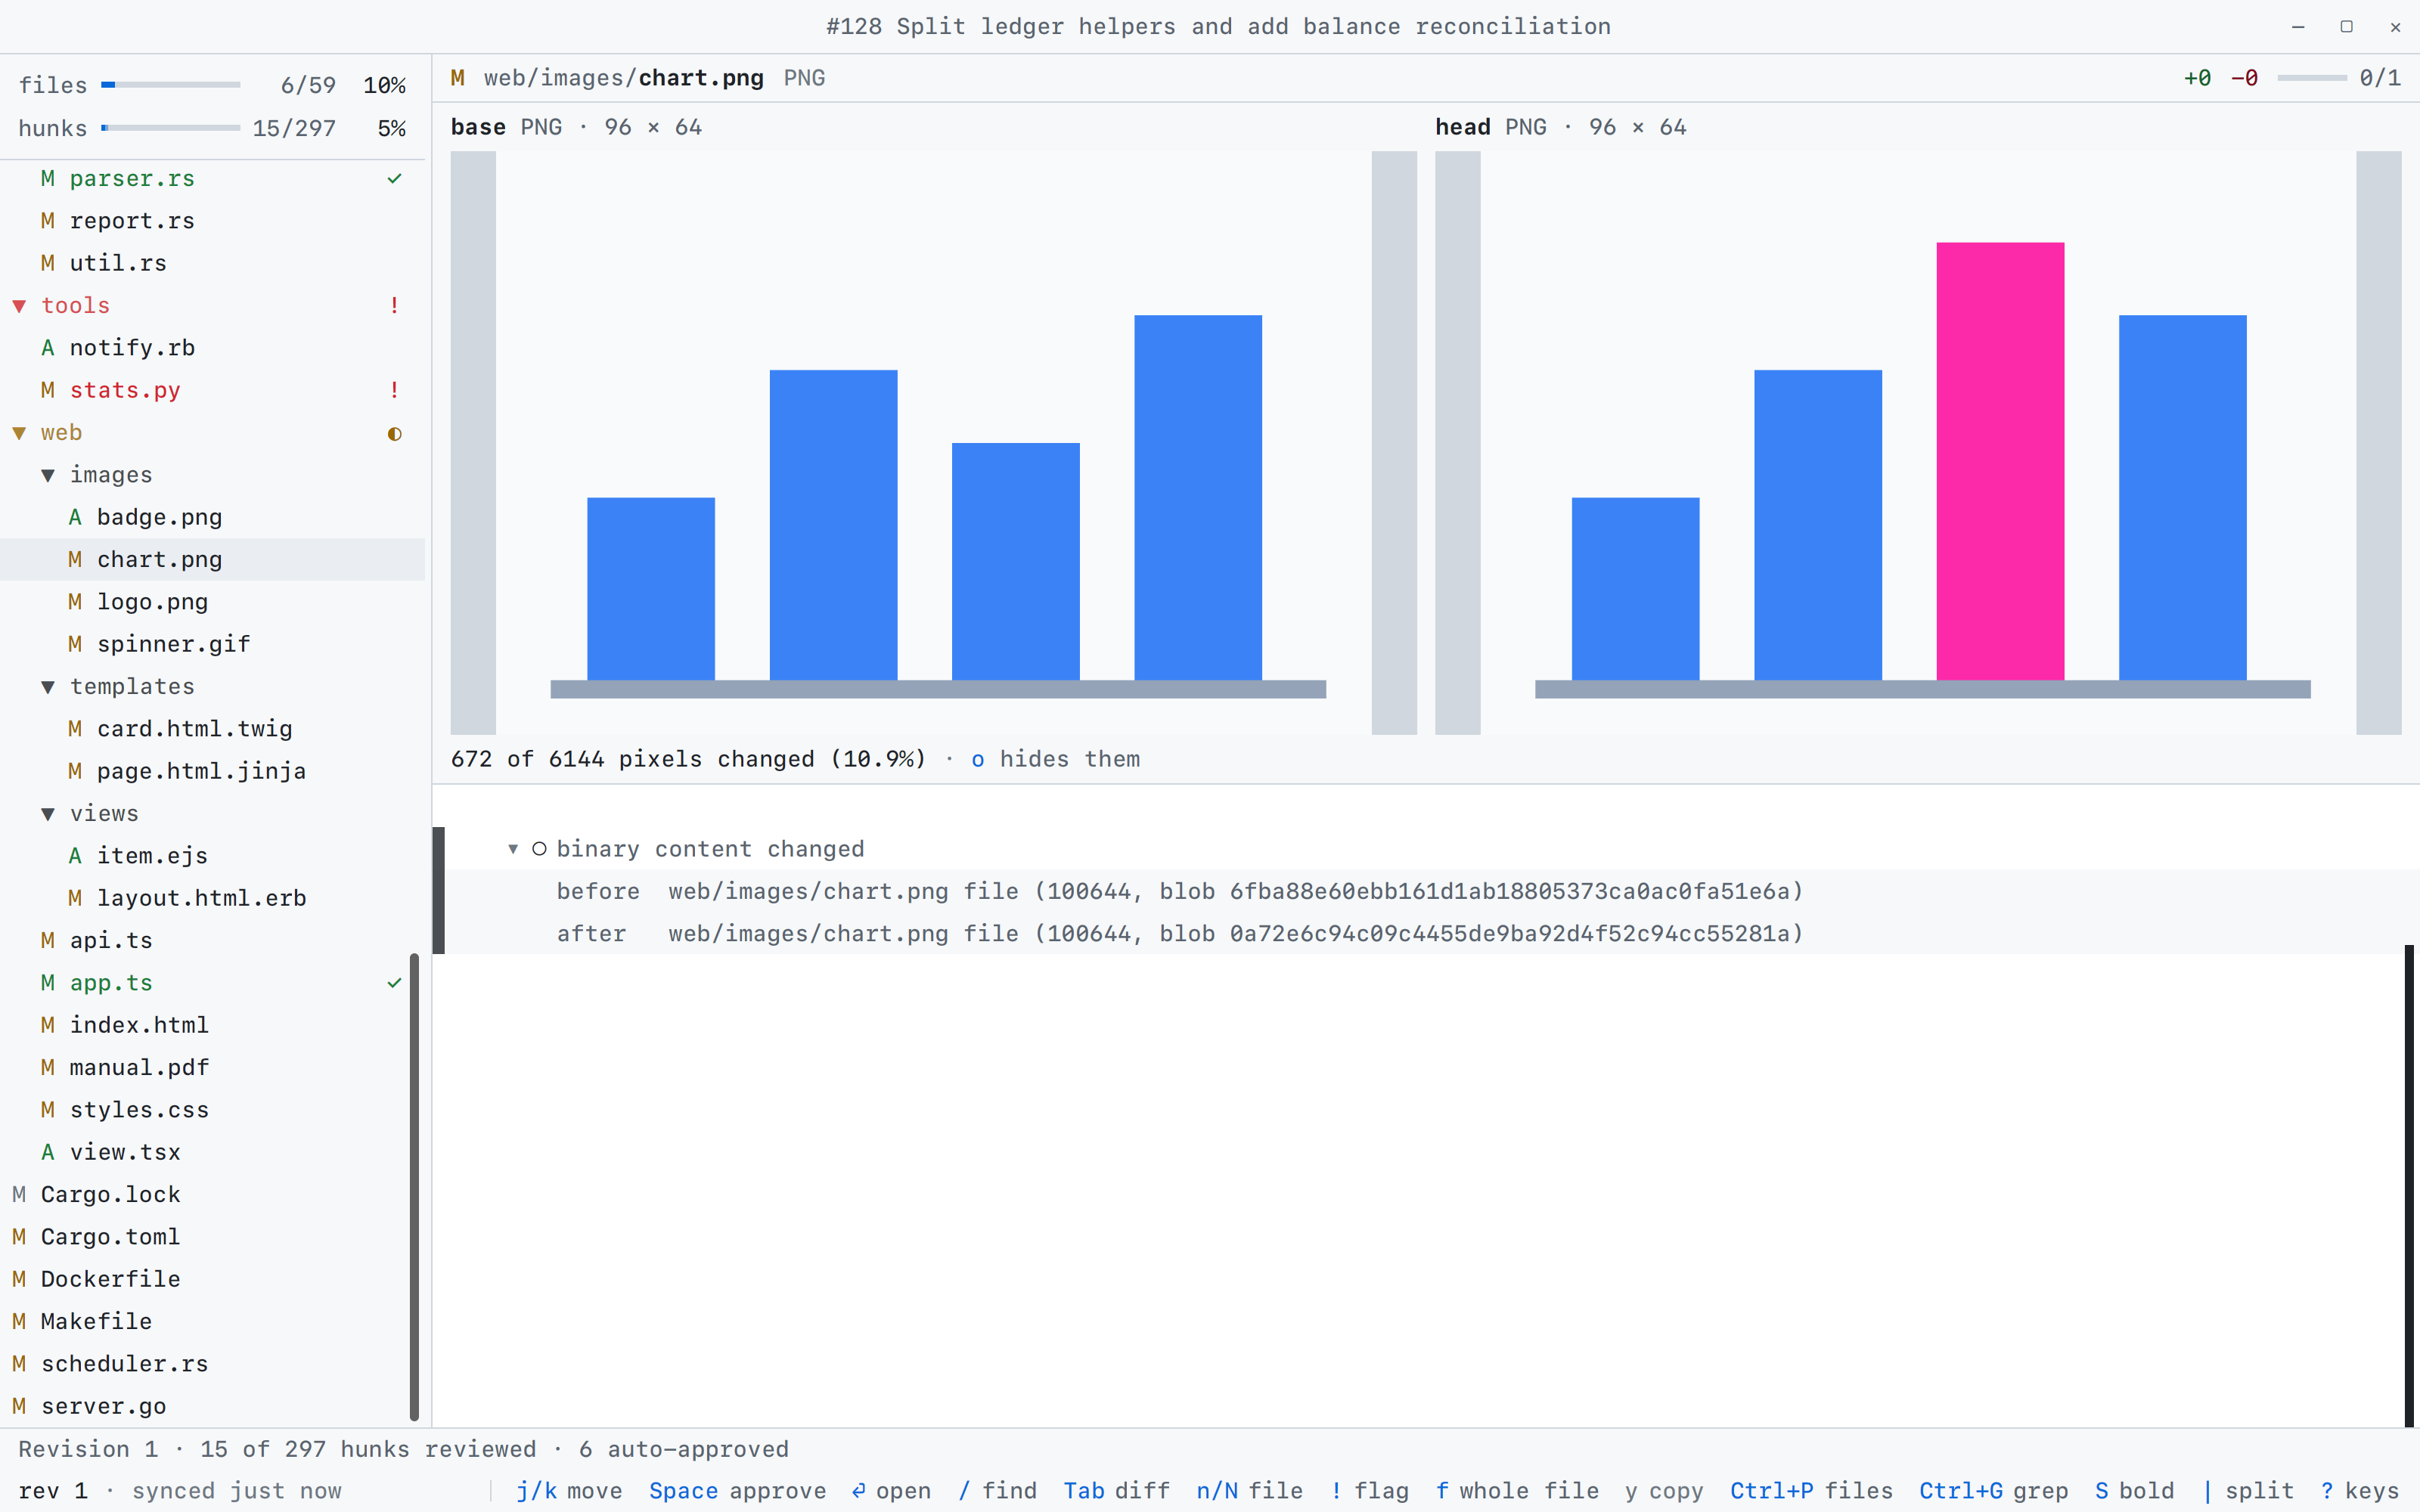 #128 Split ledger helpers and add balance reconciliation
files 6/59 10%
hunks 15/297 5%
M parser.rs ✓
M report.rs
M util.rs
▼ tools !
A notify.rb
M stats.py !
▼ web ◐
▼ images
A badge.png
M chart.png
M logo.png
M spinner.gif
▼ templates
M card.html.twig
M page.html.jinja
▼ views
A item.ejs
M layout.html.erb
M api.ts
M app.ts ✓
M index.html
M manual.pdf
M styles.css
A view.tsx
M Cargo.lock
M Cargo.toml
M Dockerfile
M Makefile
M scheduler.rs
M server.go
M web/images/chart.png PNG +0 −0 0/1
base PNG · 96 × 64
head PNG · 96 × 64
672 of 6144 pixels changed (10.9%) · o hides them
▼ ○ binary content changed
before web/images/chart.png file (100644, blob 6fba88e60ebb161d1ab18805373ca0ac0fa51e6a)
after web/images/chart.png file (100644, blob 0a72e6c94c09c4455de9ba92d4f52c94cc55281a)
Revision 1 · 15 of 297 hunks reviewed · 6 auto-approved
rev 1 · synced just now j/k move Space approve ⏎ open / find Tab diff n/N file ! flag f whole file y copy Ctrl+P files Ctrl+G grep S bold | split ? keys